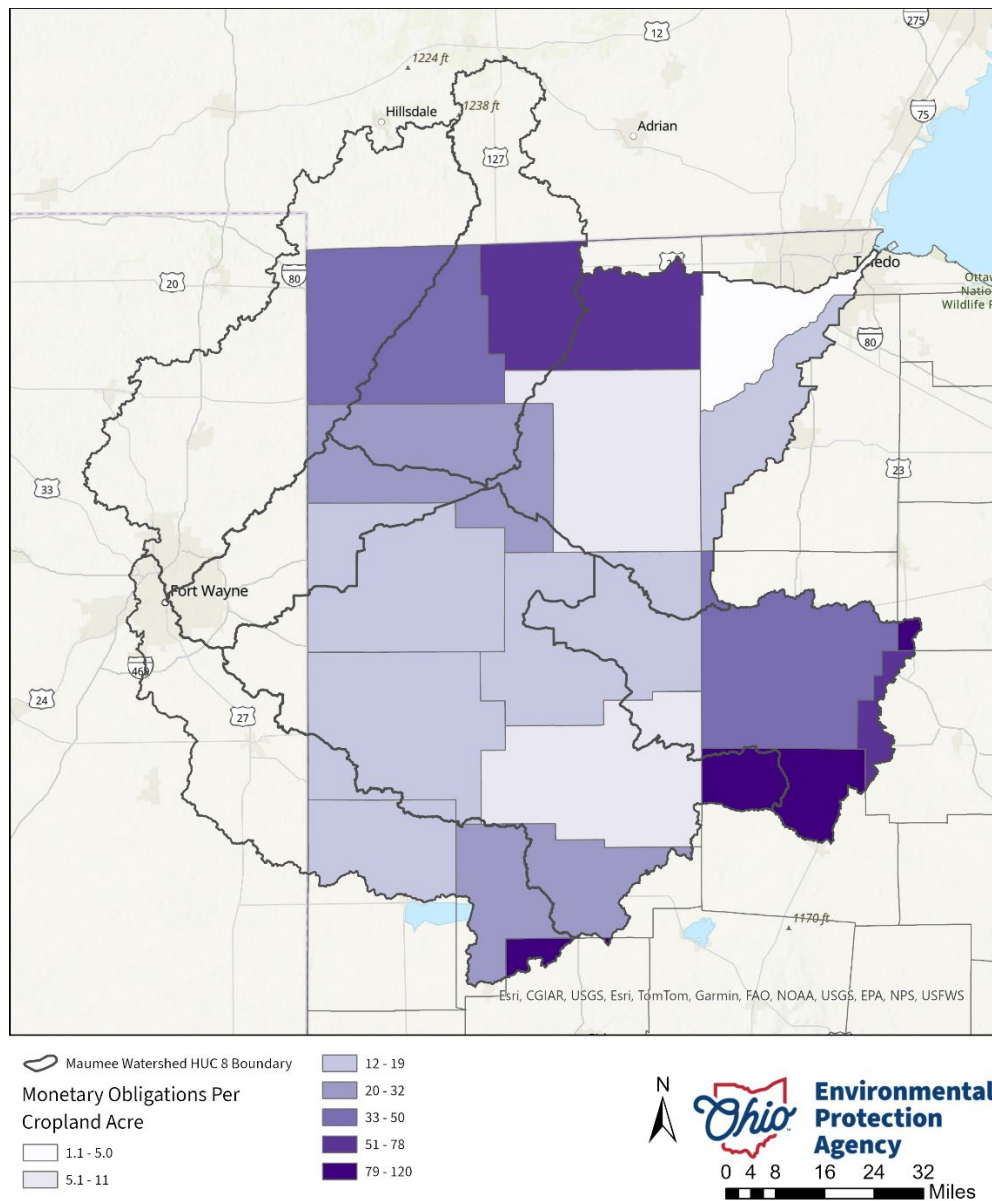 275
12
1224 ft
Hillsdale
1238 ft
75
Adrian
127
Toledo
20
80
Ottaw
Natio
Wildlife R
80
33
23
Fort Wayne
469
24
27
1170 ft
Esri, CGIAR, USGS, Esri, TomTom, Garmin, FAO, NOAA, USGS, EPA, NPS, USFWS
Maumee Watershed HUC 8 Boundary
Monetary Obligations Per
Cropland Acre
1.1 - 5.0
5.1 - 11
12 - 19
20 - 32
33 - 50
51 - 78
79 - 120
N
Ohio
Environmental
Protection
Agency
0 4 8 16 24 32
Miles